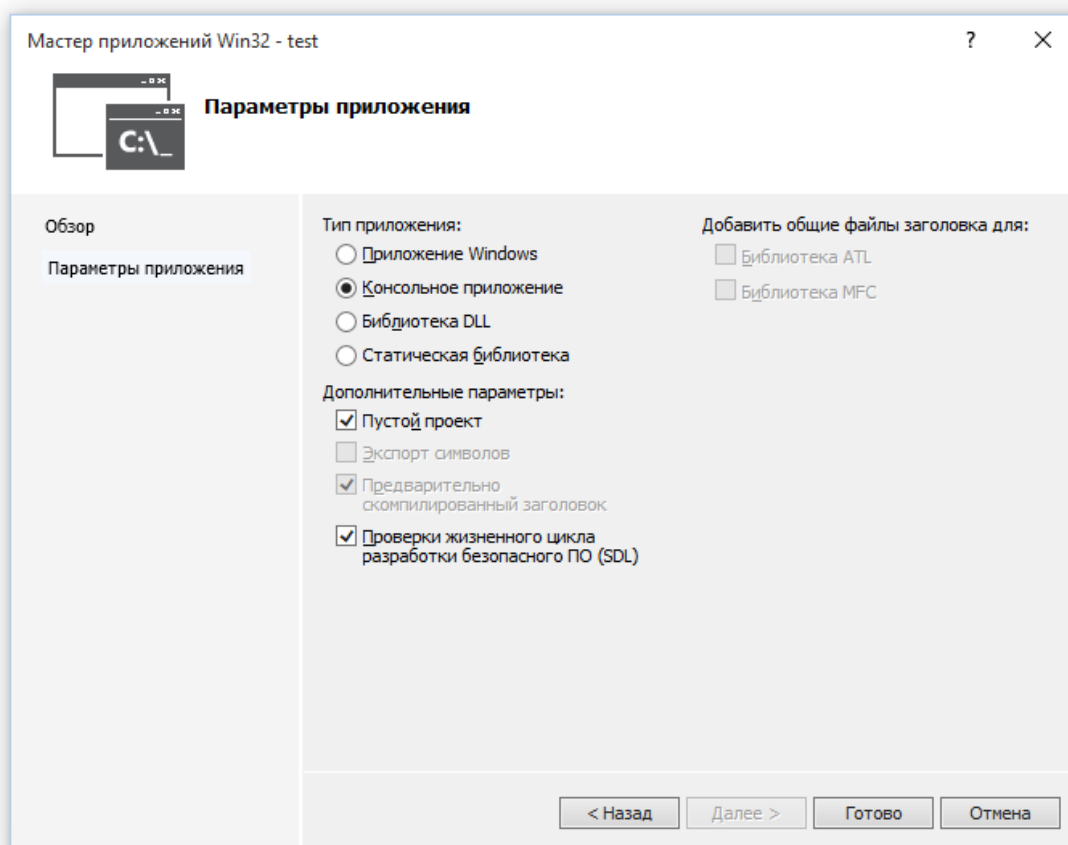 Мастер приложений Win32 - test
?
C:\_
Параметры приложения
Обзор
Параметры приложения
Тип приложения:
Приложение Windows
Консольное приложение
Библиотека DLL
Статическая библиотека
Дополнительные параметры:
Пустой проект
Экспорт символов
Предварительно
скомпилированный заголовок
Проверки жизненного цикла
разработки безопасного ПО (SDL)
Добавить общие файлы заголовка для:
Библиотека ATL
Библиотека MFC
< Назад
Далее >
Готово
Отмена